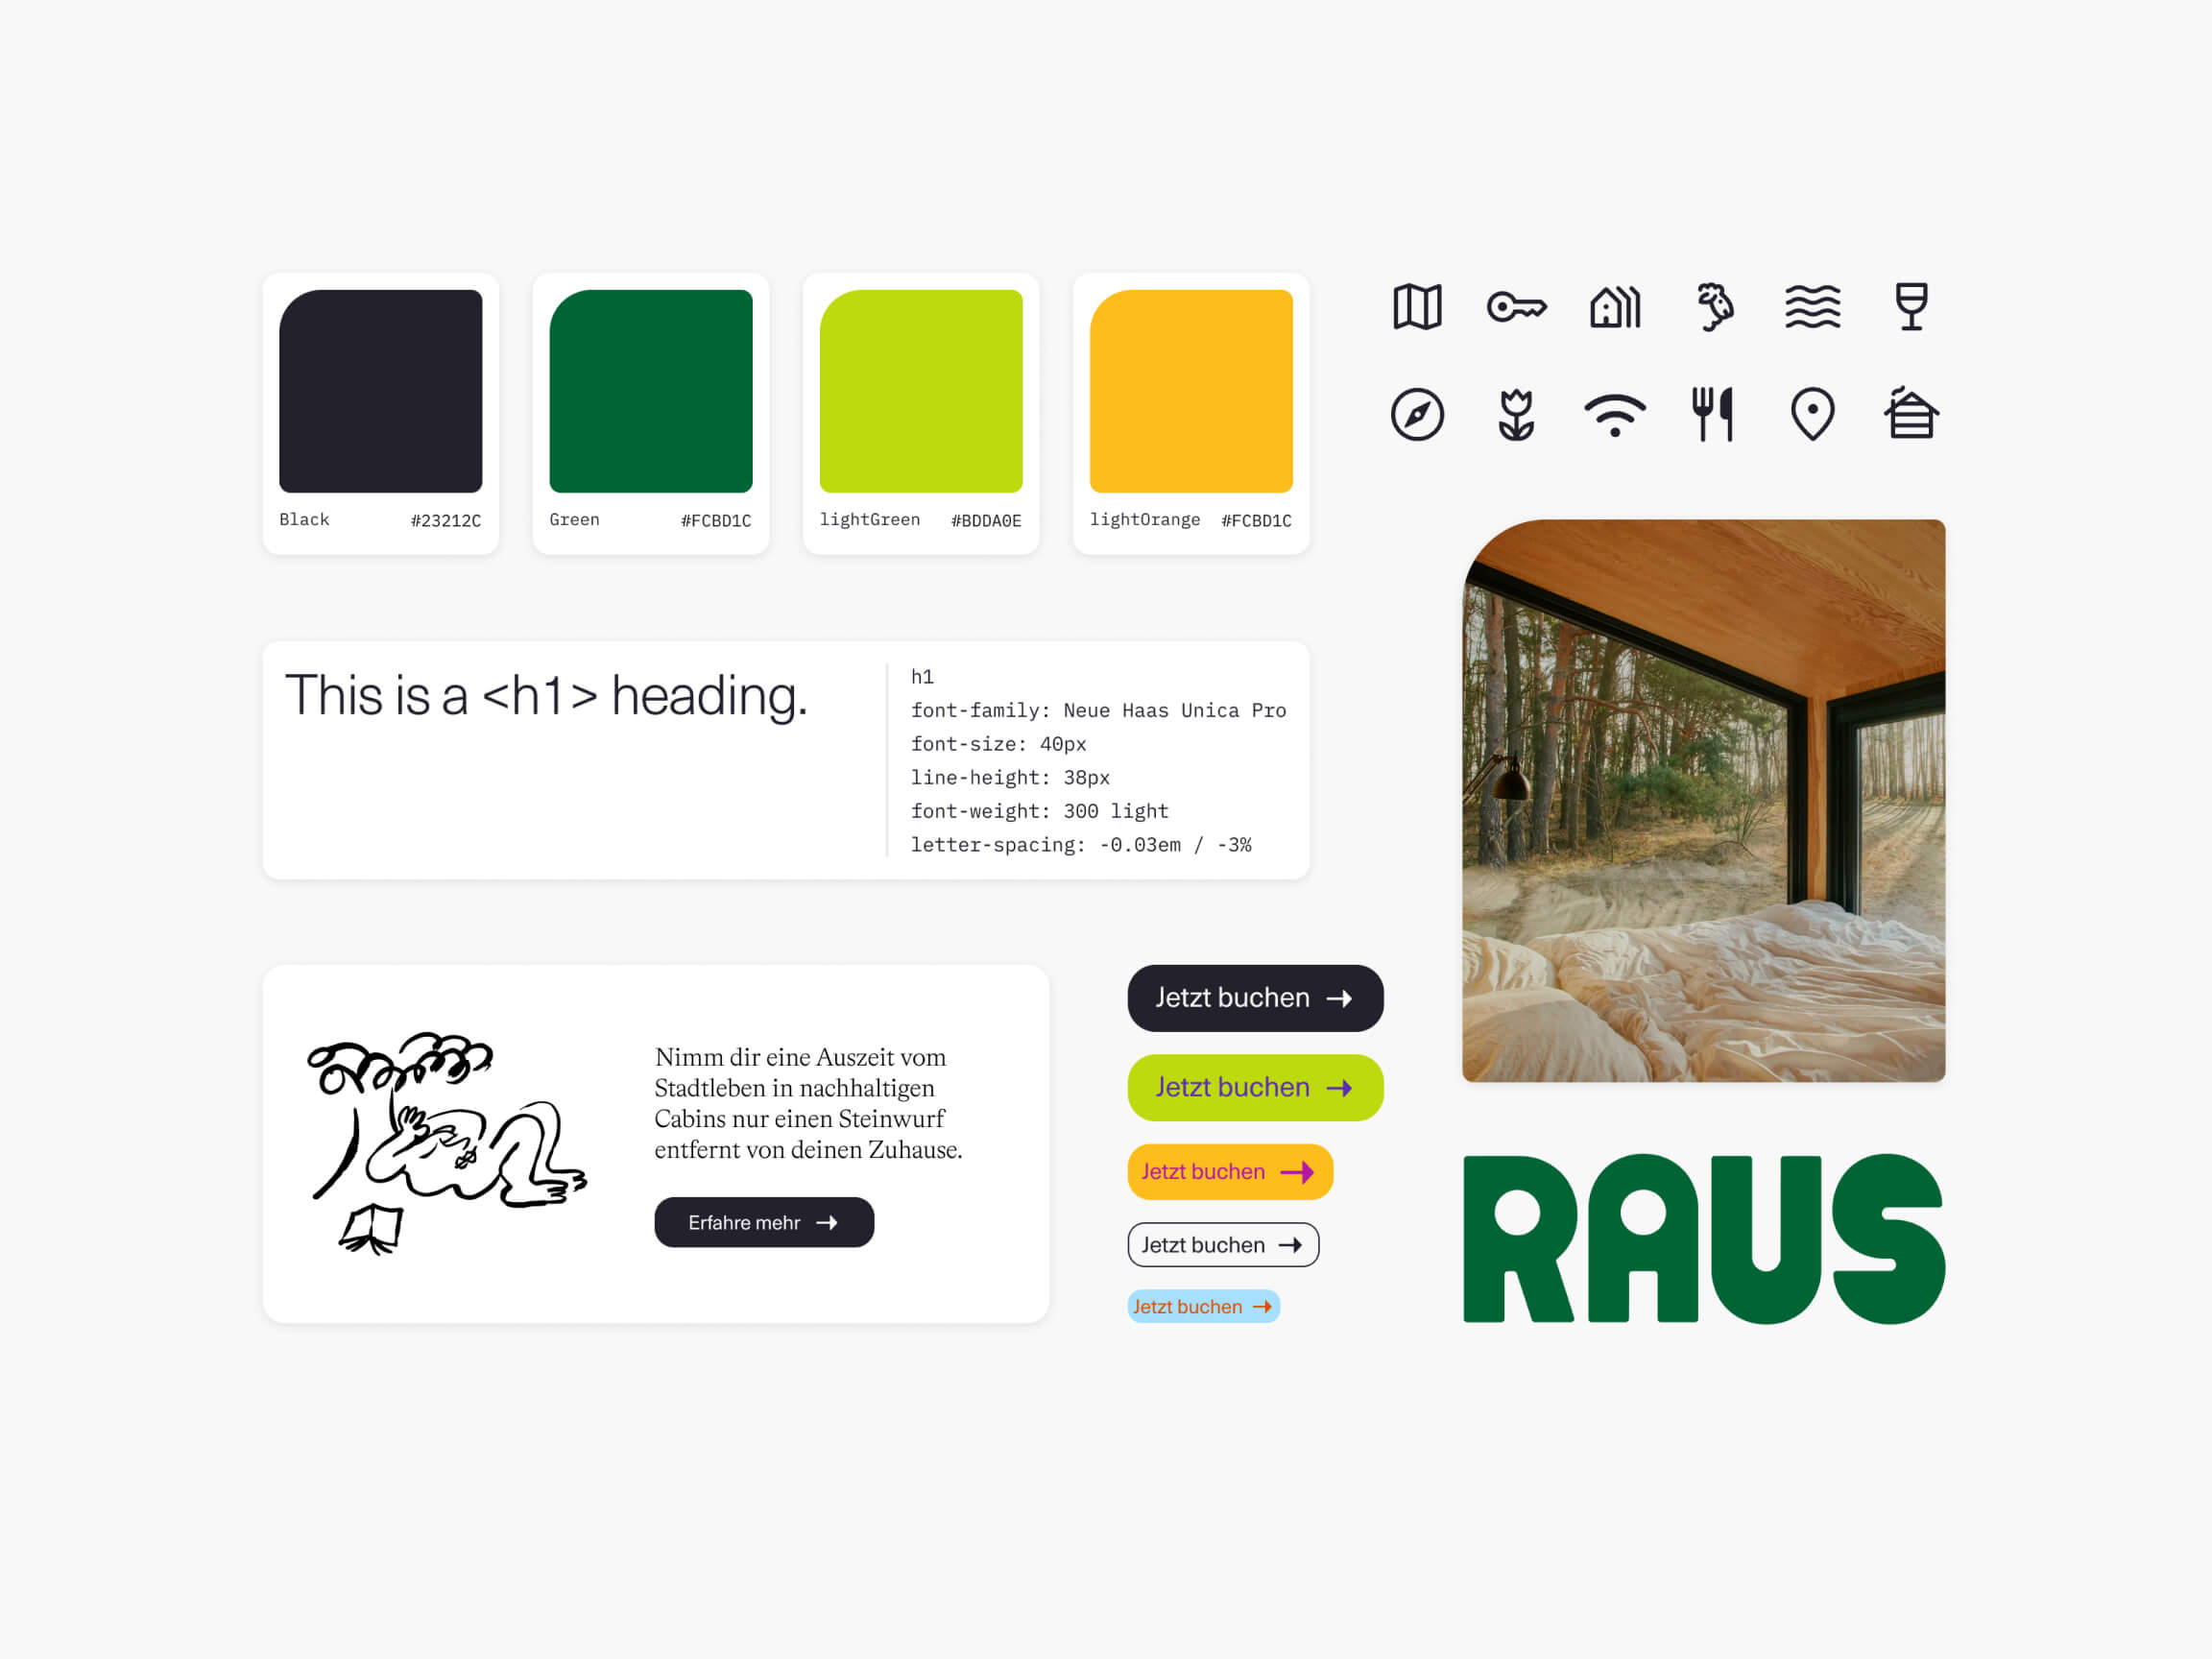 Black #23212C
Green #FCBD1C
lightGreen #BDDA0E
lightOrange #FCBD1C
This is a <h1> heading.
h1
font-family: Neue Haas Unica Pro
font-size: 40px
line-height: 38px
font-weight: 300 light
letter-spacing: -0.03em / -3%
Nimm dir eine Auszeit vom
Stadtleben in nachhaltigen
Cabins nur einen Steinwurf
entfernt von deinen Zuhause.
Erfahre mehr →
Jetzt buchen →
Jetzt buchen →
Jetzt buchen →
Jetzt buchen →
Jetzt buchen →
RAUS